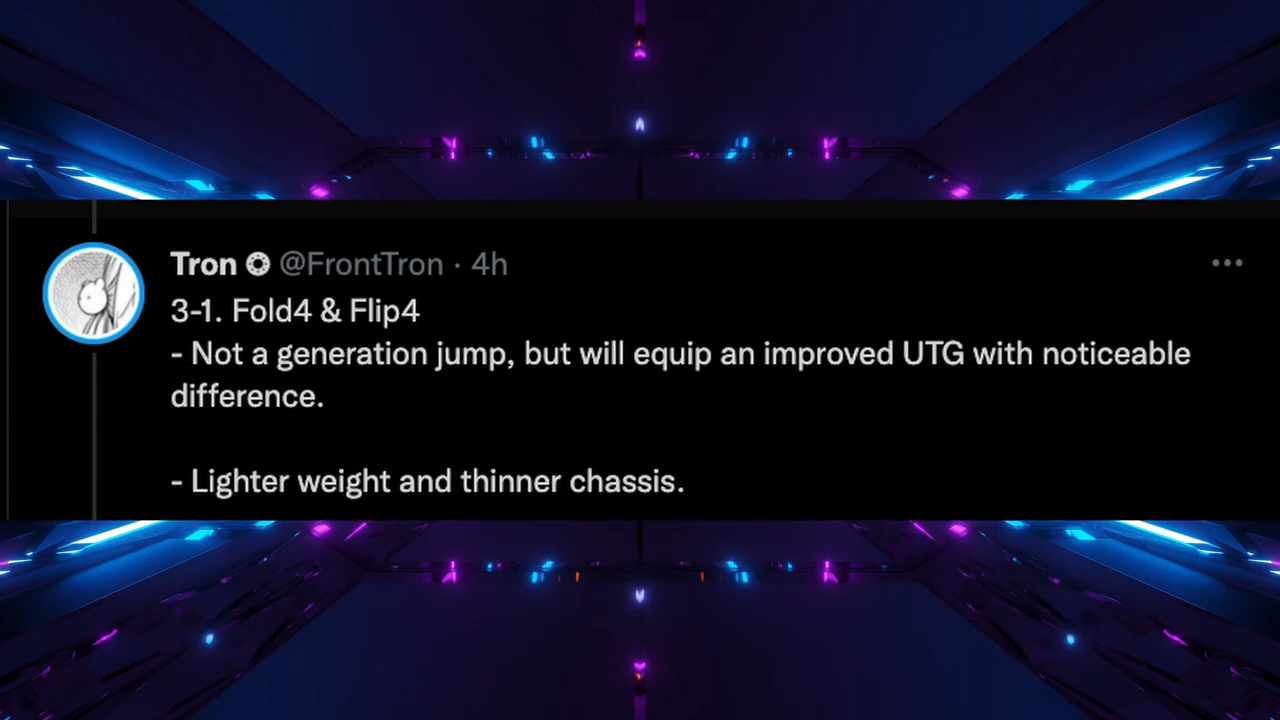 Tron @FrontTron · 4h
3-1. Fold4 & Flip4
- Not a generation jump, but will equip an improved UTG with noticeable
difference.
- Lighter weight and thinner chassis.